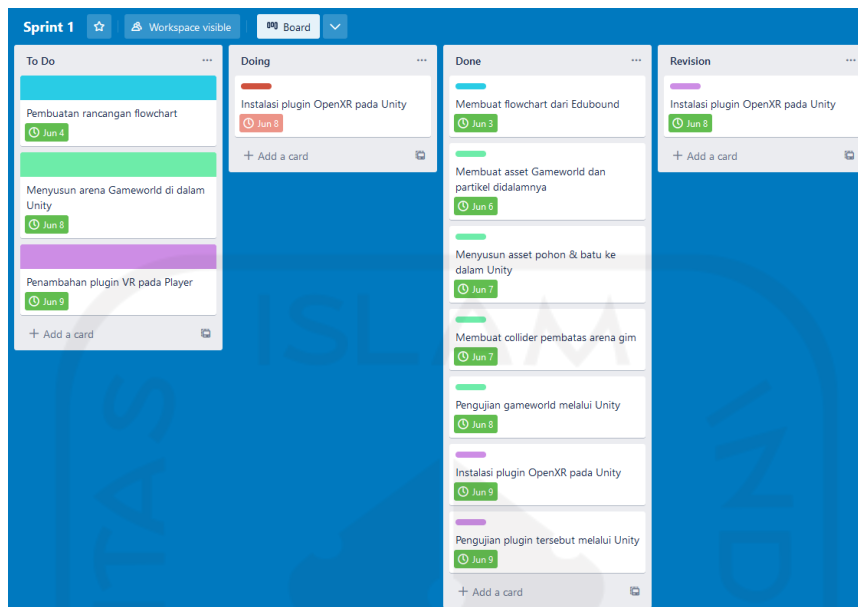 Sprint 1
Workspace visible
Board
To Do
Pembuatan rancangan flowchart
Jun 4
Menyusun arena Gameworld di dalam
Unity
Jun 8
Penambahan plugin VR pada Player
Jun 9
+ Add a card
Doing
Instalasi plugin OpenXR pada Unity
Jun 8
+ Add a card
Done
Membuat flowchart dari Edubound
Jun 3
Membuat asset Gameworld dan
partikel didalamnya
Jun 6
Menyusun asset pohon & batu ke
dalam Unity
Jun 7
Membuat collider pembatas arena gim
Jun 7
Pengujian gameworld melalui Unity
Jun 8
Instalasi plugin OpenXR pada Unity
Jun 9
Pengujian plugin tersebut melalui Unity
Jun 9
+ Add a card
Revision
Instalasi plugin OpenXR pada Unity
Jun 8
+ Add a card
ISLAM
TAS
IND